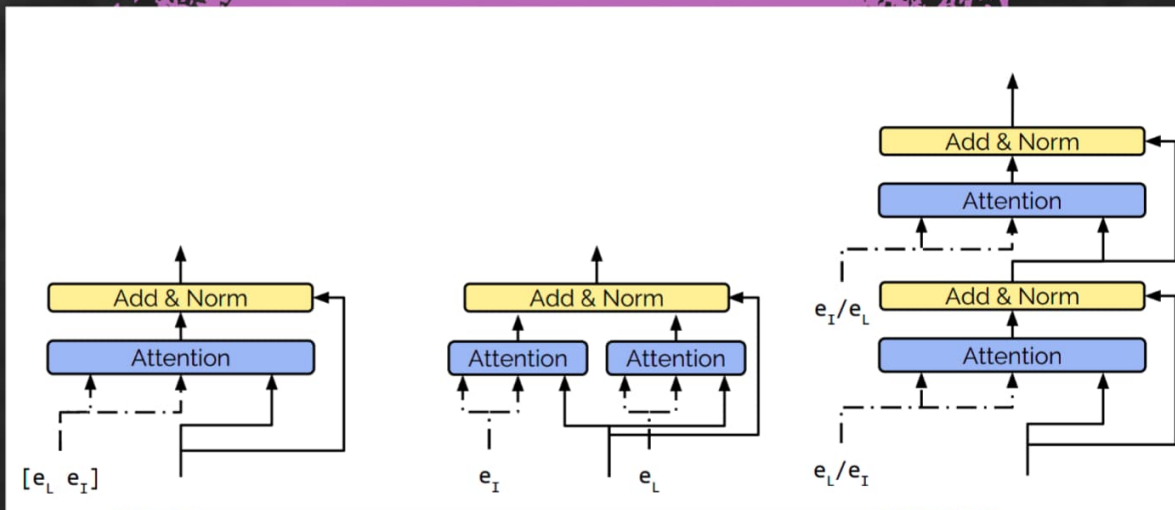 Add & Norm
Attention
[e_L e_I]
Add & Norm
Attention
Attention
e_I
e_L
Add & Norm
Attention
e_I/e_L
Add & Norm
Attention
e_L/e_I